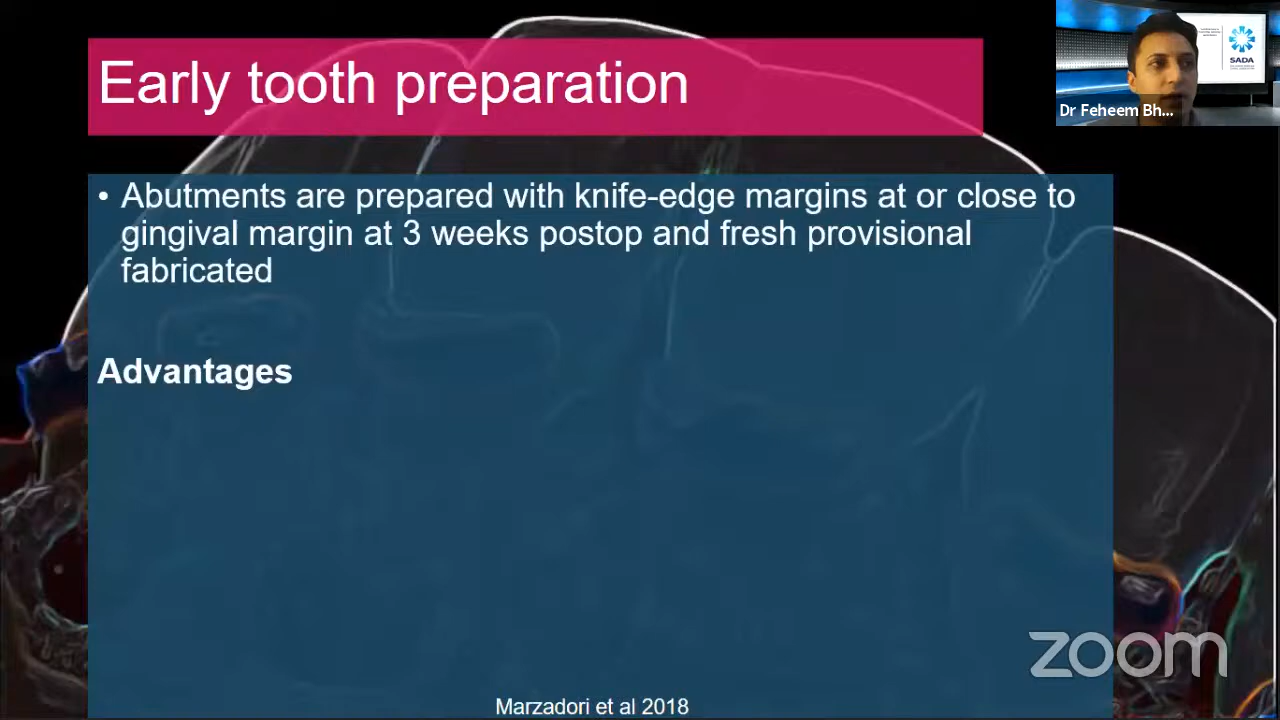 Early tooth preparation
SADA
Dr Feheem Bh...
• Abutments are prepared with knife-edge margins at or close to
gingival margin at 3 weeks postop and fresh provisional
fabricated
Advantages
zoom
Marzadori et al 2018